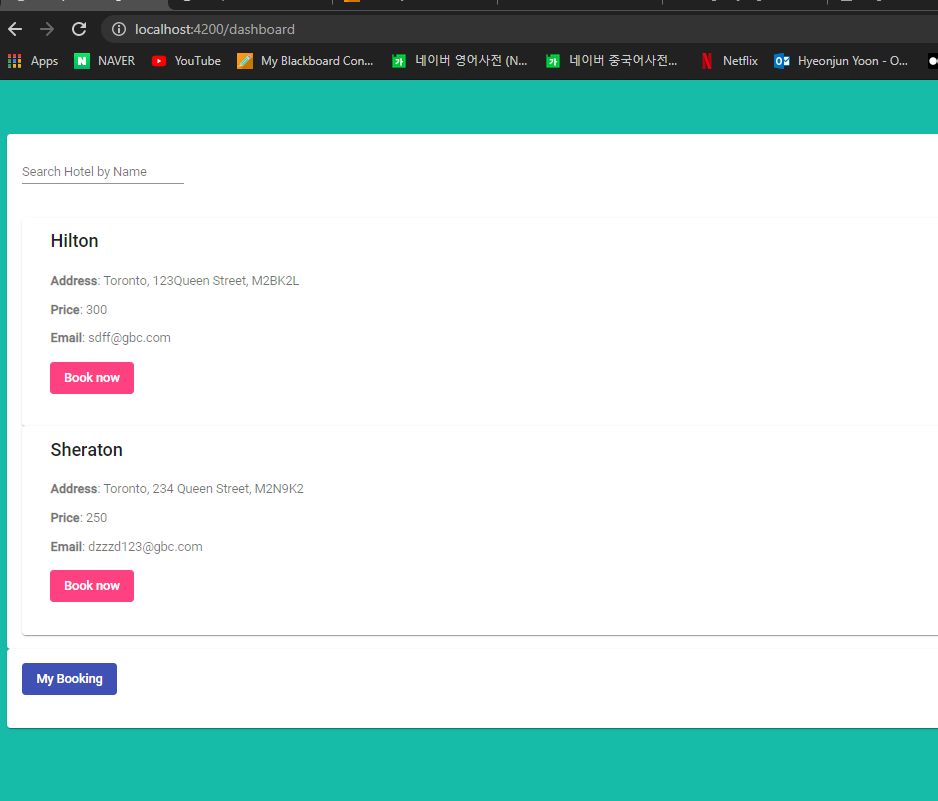 localhost:4200/dashboard
Apps NAVER YouTube My Blackboard Con... 네이버 영어사전 (N... 네이버 중국어사전... Netflix Hyeonjun Yoon - O...
Search Hotel by Name
Hilton
Address: Toronto, 123Queen Street, M2BK2L
Price: 300
Email: sdff@gbc.com
Book now
Sheraton
Address: Toronto, 234 Queen Street, M2N9K2
Price: 250
Email: dzzzd123@gbc.com
Book now
My Booking